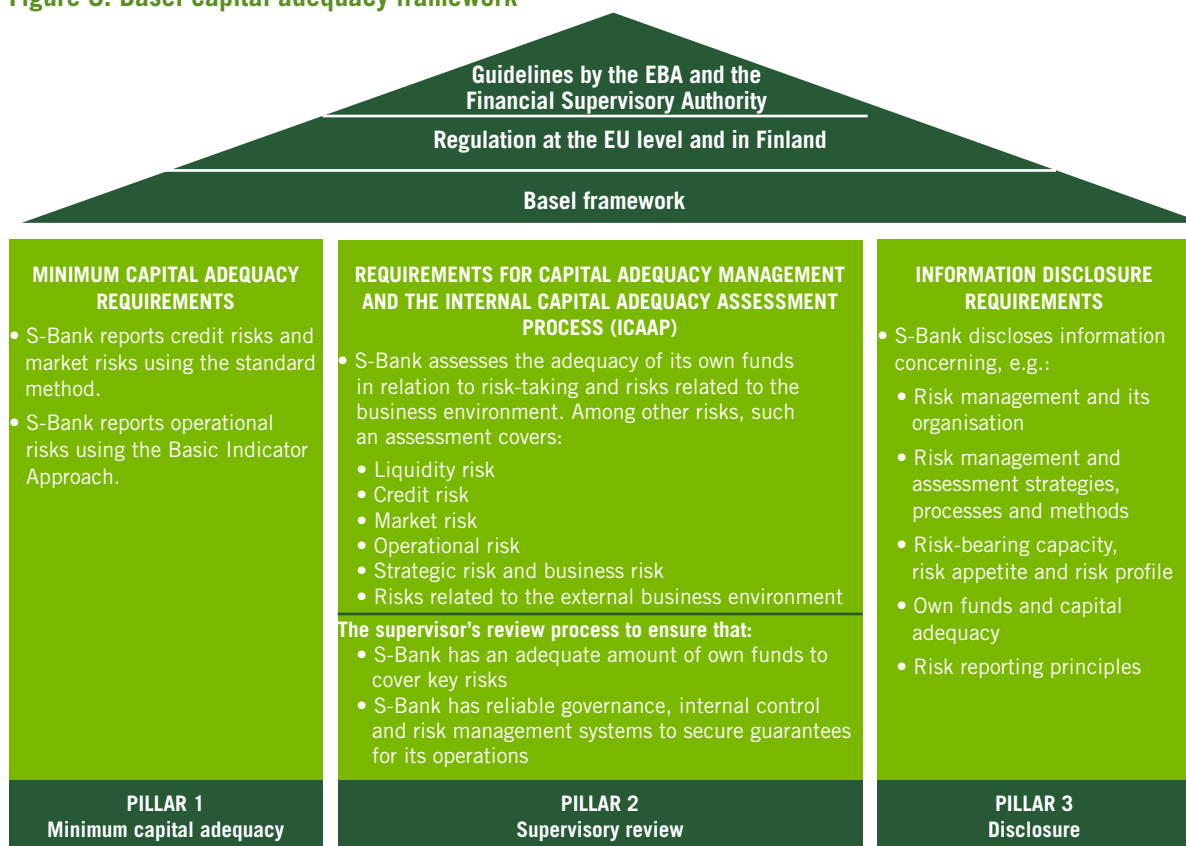 Figure 3. Basel capital adequacy framework
Guidelines by the EBA and the
Financial Supervisory Authority
Regulation at the EU level and in Finland
Basel framework
MINIMUM CAPITAL ADEQUACY
REQUIREMENTS
• S-Bank reports credit risks and
market risks using the standard
method.
• S-Bank reports operational
risks using the Basic Indicator
Approach.
PILLAR 1
Minimum capital adequacy
REQUIREMENTS FOR CAPITAL ADEQUACY MANAGEMENT
AND THE INTERNAL CAPITAL ADEQUACY ASSESSMENT
PROCESS (ICAAP)
• S-Bank assesses the adequacy of its own funds
in relation to risk-taking and risks related to the
business environment. Among other risks, such
an assessment covers:
• Liquidity risk
• Credit risk
• Market risk
• Operational risk
• Strategic risk and business risk
• Risks related to the external business environment
The supervisor’s review process to ensure that:
• S-Bank has an adequate amount of own funds to
cover key risks
• S-Bank has reliable governance, internal control
and risk management systems to secure guarantees
for its operations
PILLAR 2
Supervisory review
INFORMATION DISCLOSURE
REQUIREMENTS
• S-Bank discloses information
concerning, e.g.:
• Risk management and its
organisation
• Risk management and
assessment strategies,
processes and methods
• Risk-bearing capacity,
risk appetite and risk profile
• Own funds and capital
adequacy
• Risk reporting principles
PILLAR 3
Disclosure